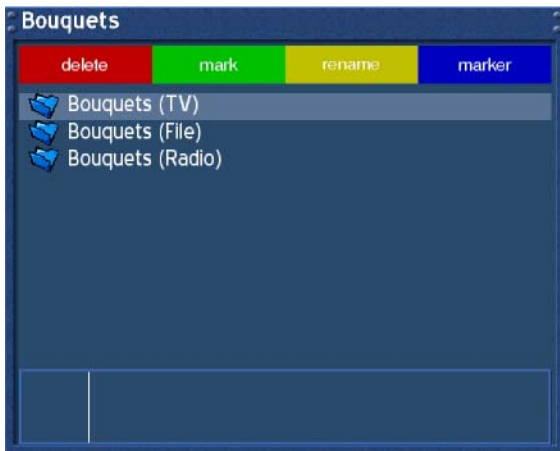 Bouquets
delete mark rename marker
Bouquets (TV)
Bouquets (File)
Bouquets (Radio)